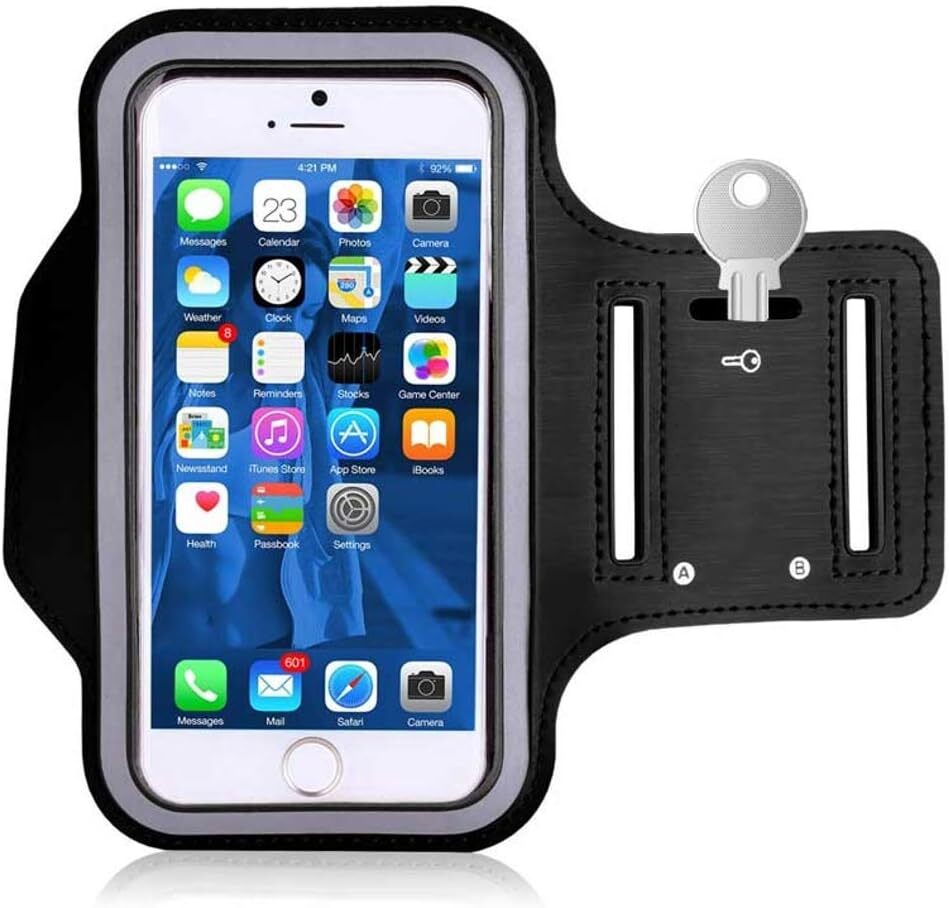 4:21 PM 92%
23
Messages Calendar Photos Camera
280
Weather Clock Maps Videos
8
Notes Reminders Stocks Game Center
Newsstand iTunes Store App Store iBooks
Health Passbook Settings
601
Messages Mail Safari Camera
A B